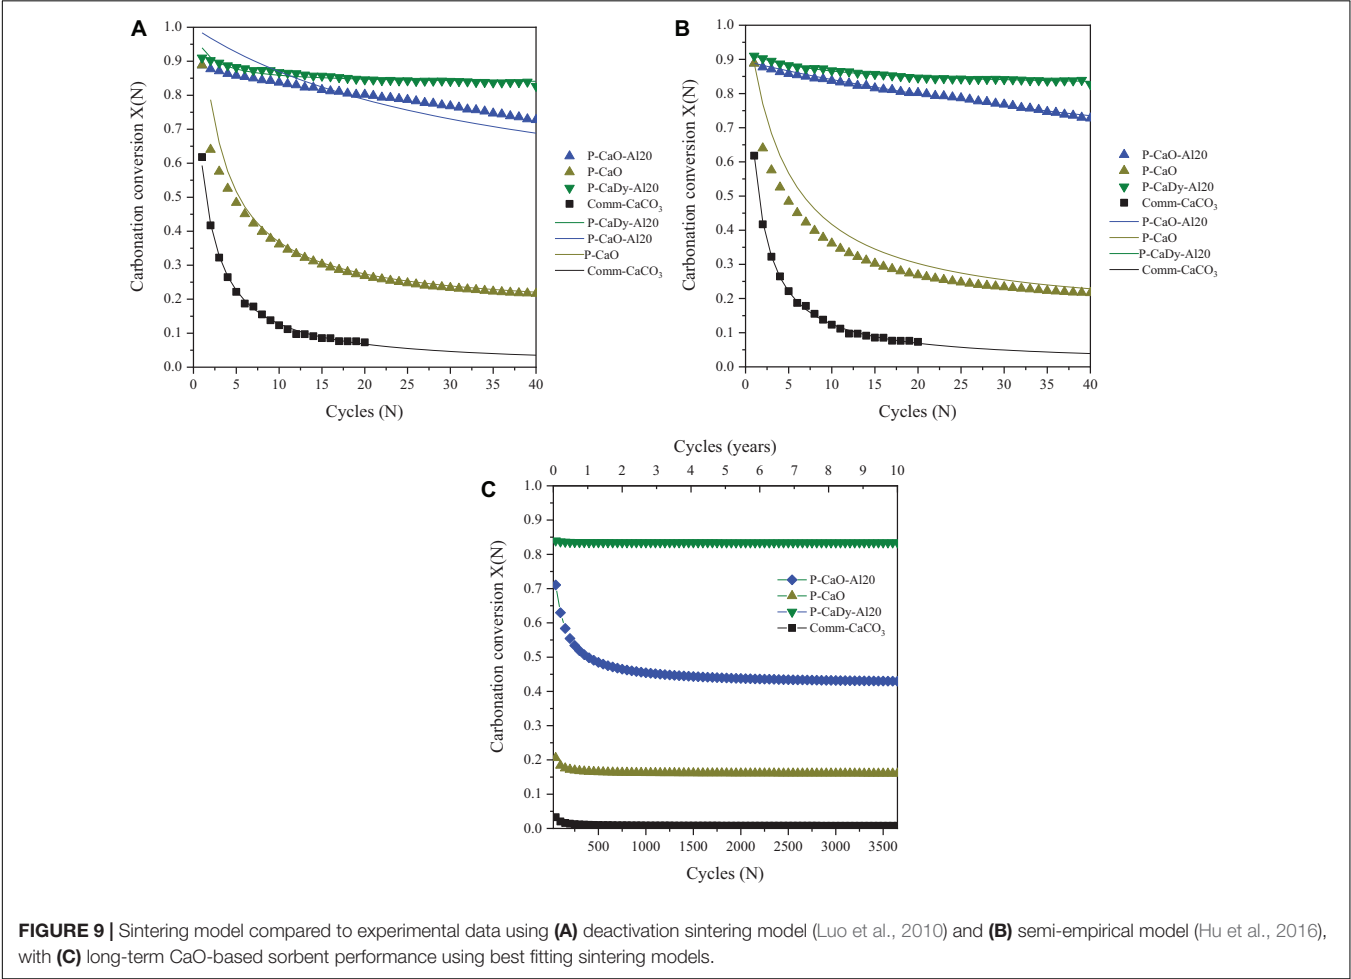 A
1.0
0.9
0.8
0.7
0.6
0.5
0.4
0.3
0.2
0.1
0.0
Carbonation conversion X(N)
0 5 10 15 20 25 30 35 40
Cycles (N)
P-CaO-Al20
P-CaO
P-CaDy-Al20
Comm-CaCO3
P-CaDy-Al20
P-CaO-Al20
P-CaO
Comm-CaCO3
B
1.0
0.9
0.8
0.7
0.6
0.5
0.4
0.3
0.2
0.1
0.0
Carbonation conversion X(N)
0 5 10 15 20 25 30 35 40
Cycles (N)
P-CaO-Al20
P-CaO
P-CaDy-Al20
Comm-CaCO3
P-CaO-Al20
P-CaO
P-CaDy-Al20
Comm-CaCO3
Cycles (years)
0 1 2 3 4 5 6 7 8 9 10
C
1.0
0.9
0.8
0.7
0.6
0.5
0.4
0.3
0.2
0.1
0.0
Carbonation conversion X(N)
P-CaO-Al20
P-CaO
P-CaDy-Al20
Comm-CaCO3
500 1000 1500 2000 2500 3000 3500
Cycles (N)
FIGURE 9 | Sintering model compared to experimental data using (A) deactivation sintering model (Luo et al., 2010) and (B) semi-empirical model (Hu et al., 2016),
with (C) long-term CaO-based sorbent performance using best fitting sintering models.